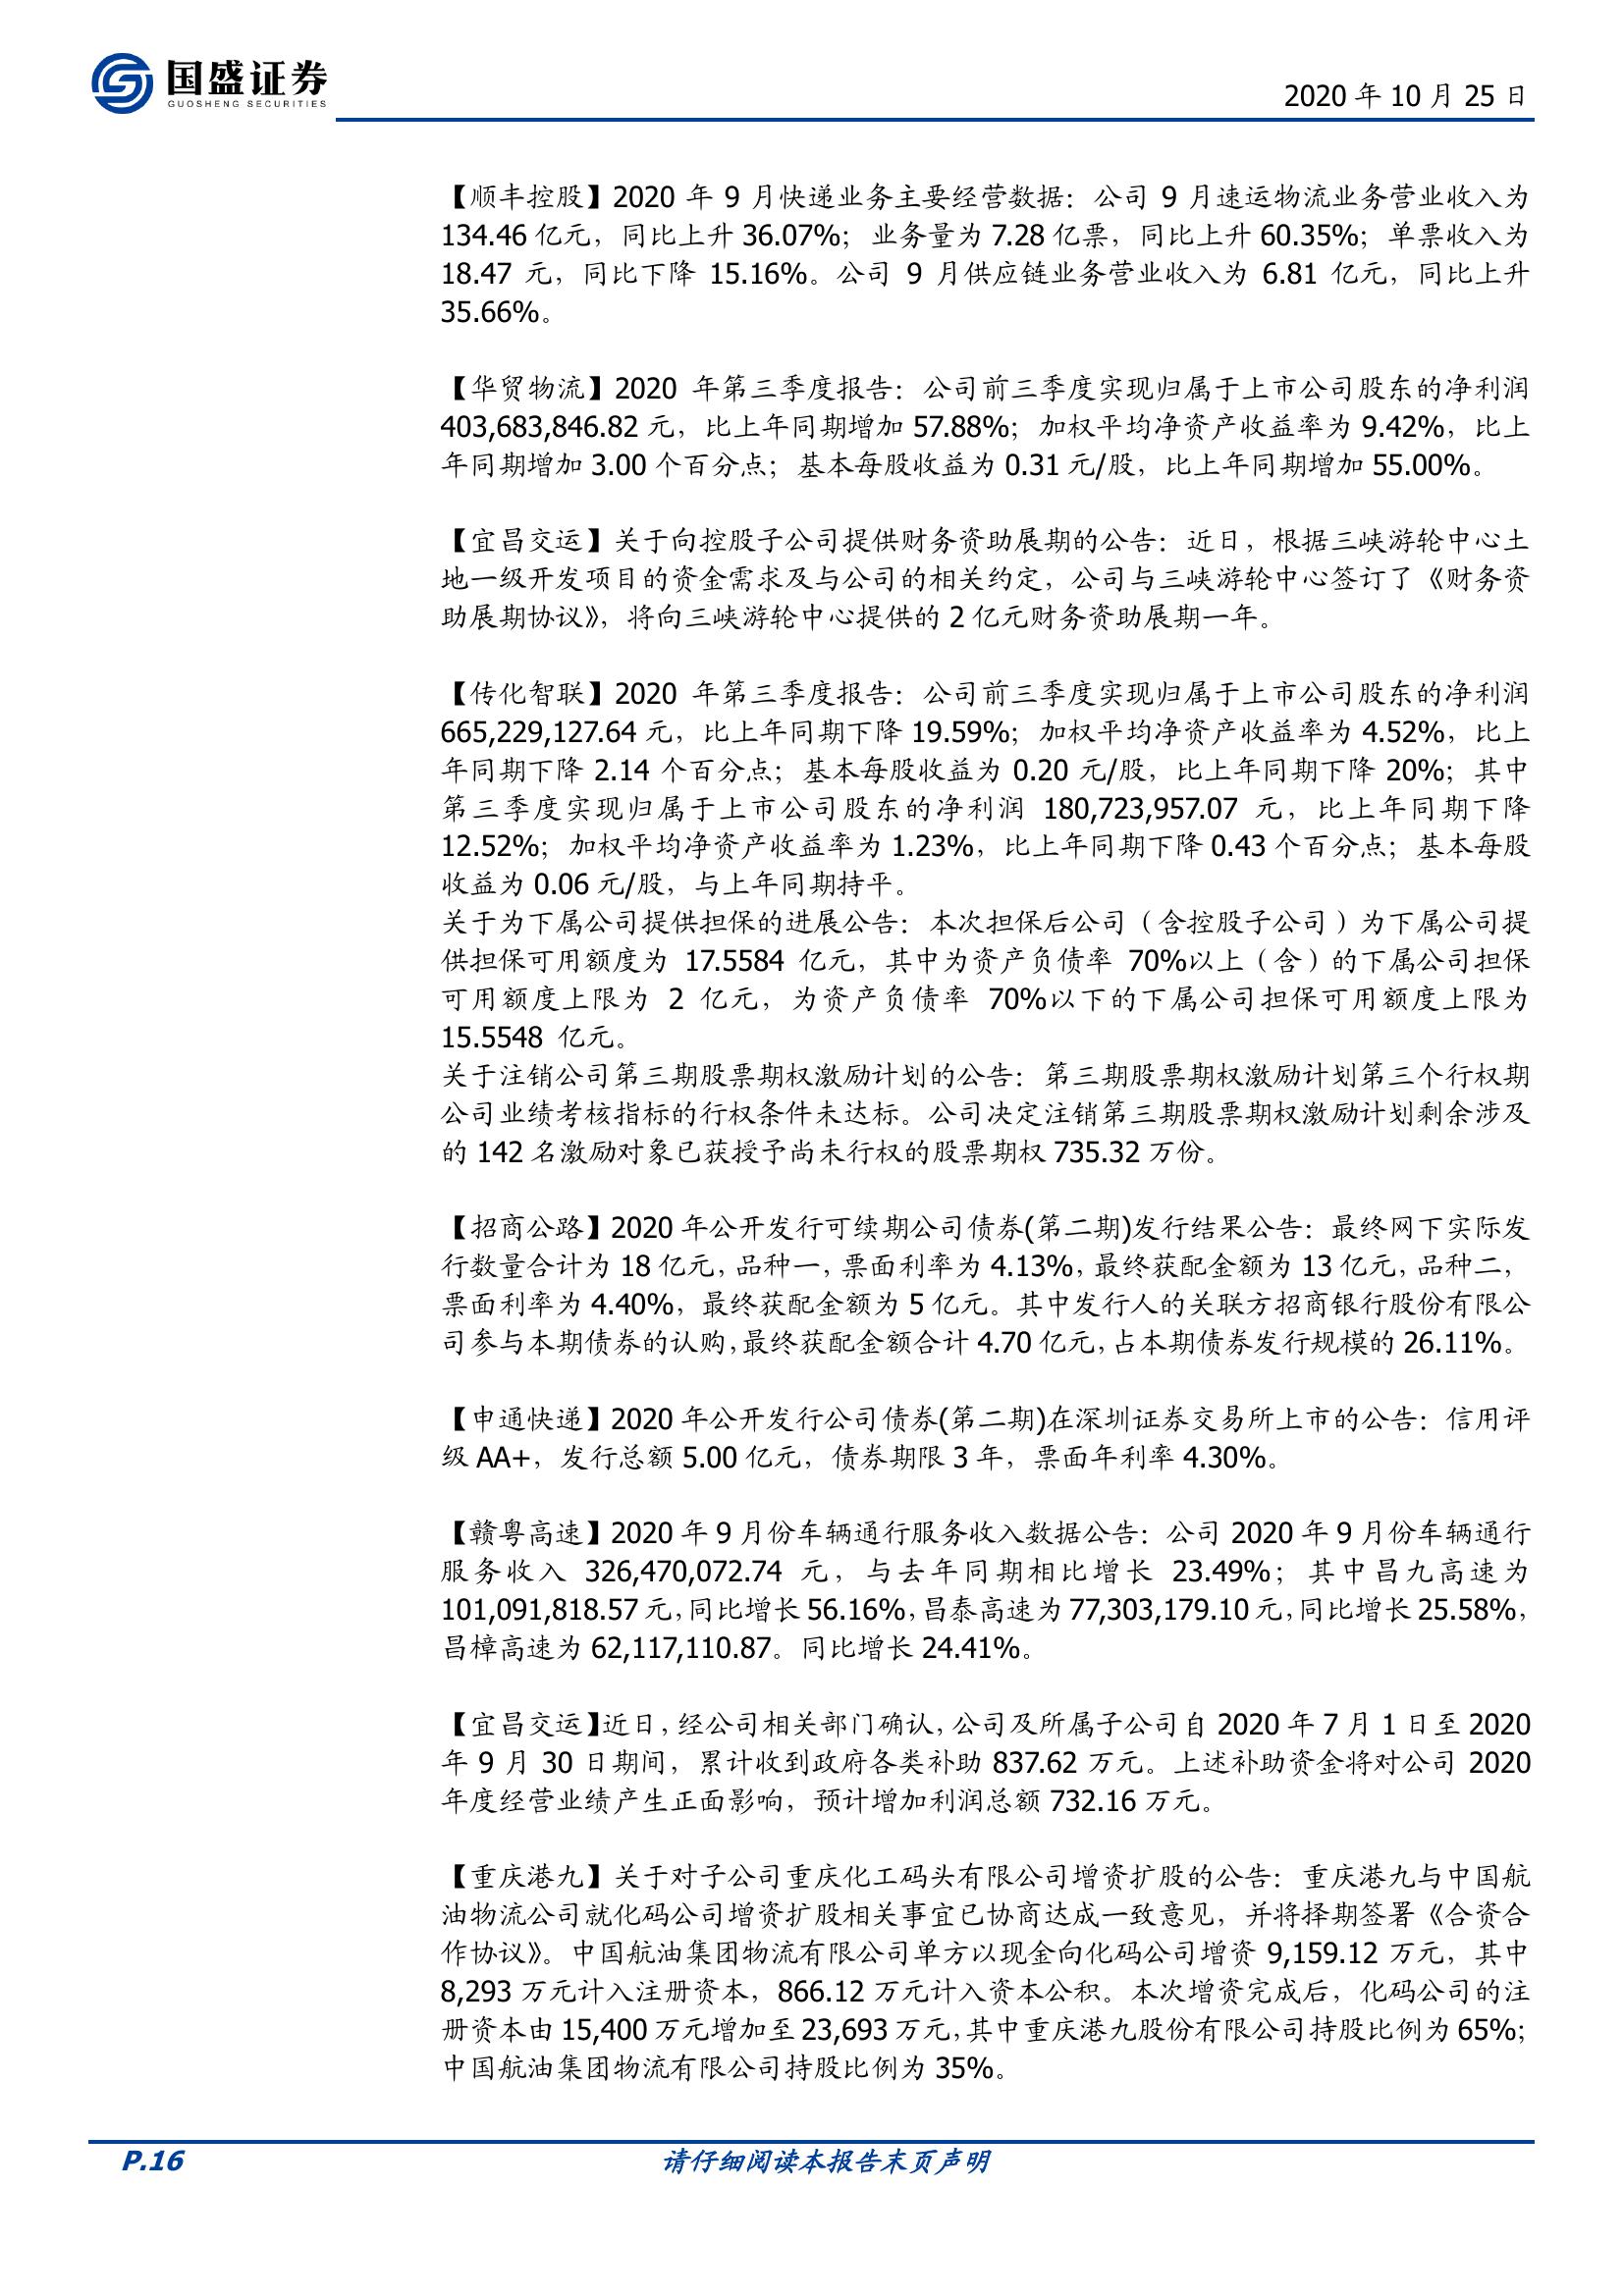 国盛证券
GUOSHENG SECURITIES
2020 年 10 月 25 日
【顺丰控股】2020 年 9 月快递业务主要经营数据：公司 9 月速运物流业务营业收入为
134.46 亿元，同比上升 36.07%；业务量为 7.28 亿票，同比上升 60.35%；单票收入为
18.47 元，同比下降 15.16%。公司 9 月供应链业务营业收入为 6.81 亿元，同比上升
35.66%。
【华贸物流】2020 年第三季度报告：公司前三季度实现归属于上市公司股东的净利润
403,683,846.82 元，比上年同期增加 57.88%；加权平均净资产收益率为 9.42%，比上
年同期增加 3.00 个百分点；基本每股收益为 0.31 元/股，比上年同期增加 55.00%。
【宜昌交运】关于向控股子公司提供财务资助展期的公告：近日，根据三峡游轮中心土
地一级开发项目的资金需求及与公司的相关约定，公司与三峡游轮中心签订了《财务资
助展期协议》，将向三峡游轮中心提供的 2 亿元财务资助展期一年。
【传化智联】2020 年第三季度报告：公司前三季度实现归属于上市公司股东的净利润
665,229,127.64 元，比上年同期下降 19.59%；加权平均净资产收益率为 4.52%，比上
年同期下降 2.14 个百分点；基本每股收益为 0.20 元/股，比上年同期下降 20%；其中
第三季度实现归属于上市公司股东的净利润 180,723,957.07 元，比上年同期下降
12.52%；加权平均净资产收益率为 1.23%，比上年同期下降 0.43 个百分点；基本每股
收益为 0.06 元/股，与上年同期持平。
关于为下属公司提供担保的进展公告：本次担保后公司（含控股子公司）为下属公司提
供担保可用额度为 17.5584 亿元，其中为资产负债率 70%以上（含）的下属公司担保
可用额度上限为 2 亿元，为资产负债率 70%以下的下属公司担保可用额度上限为
15.5548 亿元。
关于注销公司第三期股票期权激励计划的公告：第三期股票期权激励计划第三个行权期
公司业绩考核指标的行权条件未达标。公司决定注销第三期股票期权激励计划剩余涉及
的 142 名激励对象已获授予尚未行权的股票期权 735.32 万份。
【招商公路】2020 年公开发行可续期公司债券(第二期)发行结果公告：最终网下实际发
行数量合计为 18 亿元，品种一，票面利率为 4.13%，最终获配金额为 13 亿元，品种二，
票面利率为 4.40%，最终获配金额为 5 亿元。其中发行人的关联方招商银行股份有限公
司参与本期债券的认购，最终获配金额合计 4.70 亿元，占本期债券发行规模的 26.11%。
【申通快递】2020 年公开发行公司债券(第二期)在深圳证券交易所上市的公告：信用评
级 AA+，发行总额 5.00 亿元，债券期限 3 年，票面年利率 4.30%。
【赣粤高速】2020 年 9 月份车辆通行服务收入数据公告：公司 2020 年 9 月份车辆通行
服务收入 326,470,072.74 元，与去年同期相比增长 23.49%；其中昌九高速为
101,091,818.57 元，同比增长 56.16%，昌泰高速为 77,303,179.10 元，同比增长 25.58%，
昌樟高速为 62,117,110.87。同比增长 24.41%。
【宜昌交运】近日，经公司相关部门确认，公司及所属子公司自 2020 年 7 月 1 日至 2020
年 9 月 30 日期间，累计收到政府各类补助 837.62 万元。上述补助资金将对公司 2020
年度经营业绩产生正面影响，预计增加利润总额 732.16 万元。
【重庆港九】关于对子公司重庆化工码头有限公司增资扩股的公告：重庆港九与中国航
油物流公司就化码公司增资扩股相关事宜已协商达成一致意见，并将择期签署《合资合
作协议》。中国航油集团物流有限公司单方以现金向化码公司增资 9,159.12 万元，其中
8,293 万元计入注册资本，866.12 万元计入资本公积。本次增资完成后，化码公司的注
册资本由 15,400 万元增加至 23,693 万元，其中重庆港九股份有限公司持股比例为 65%；
中国航油集团物流有限公司持股比例为 35%。
P.16
请仔细阅读本报告末页声明